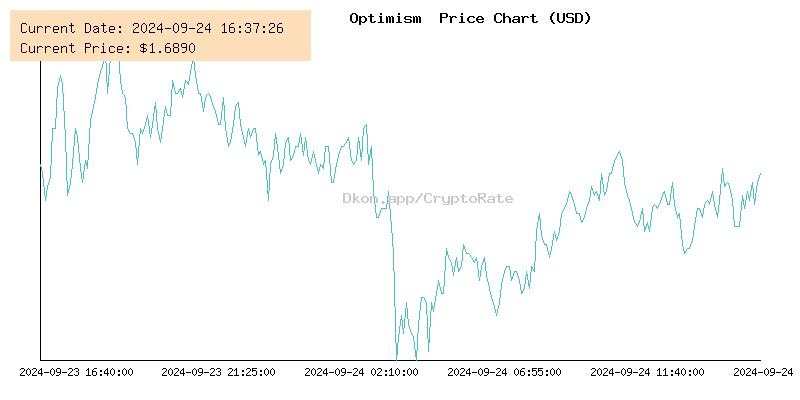 Optimism  Price Chart (USD)
Current Date: 2024-09-24 16:37:26
Current Price: $1.6890
Dkon.app/CryptoRate
2024-09-23 16:40:00 2024-09-23 21:25:00 2024-09-24 02:10:00 2024-09-24 06:55:00 2024-09-24 11:40:00 2024-09-24